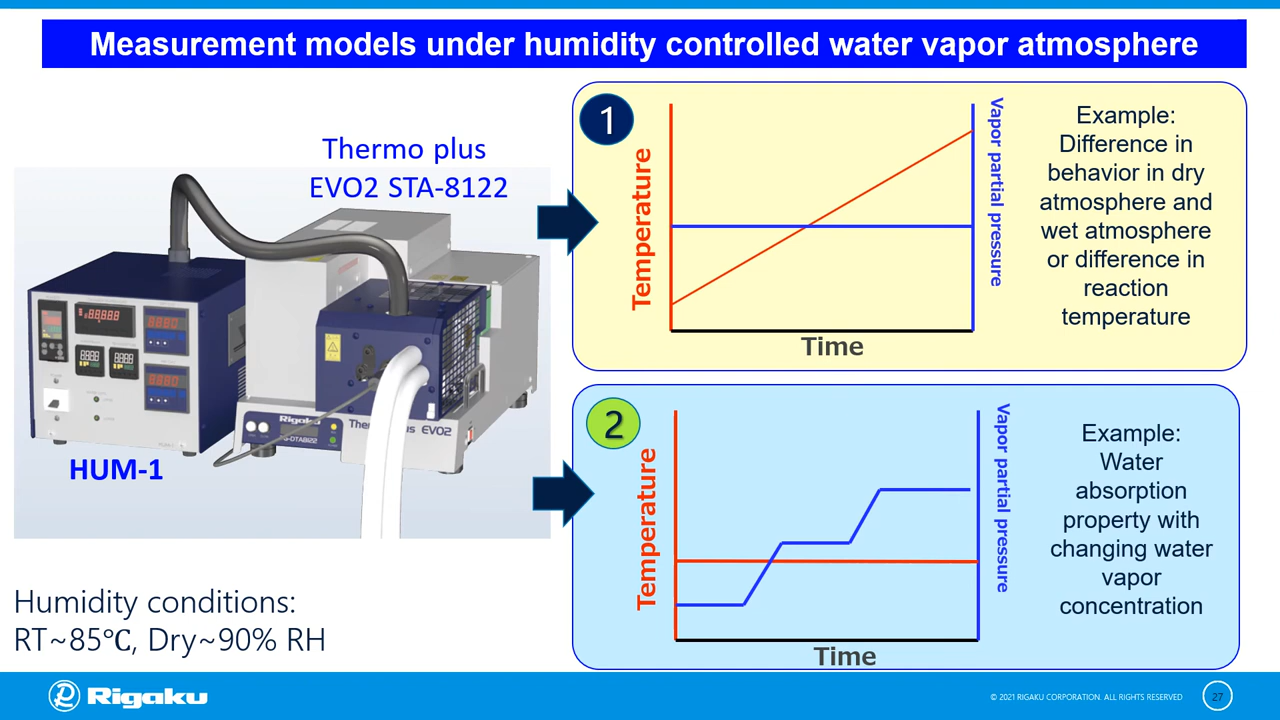 Measurement models under humidity controlled water vapor atmosphere
Thermo plus
EVO2 STA-8122
HUM-1
Rigaku
EVO2
Humidity conditions:
RT~85℃, Dry~90% RH
1
Temperature
Vapor partial pressure
Time
Example:
Difference in
behavior in dry
atmosphere and
wet atmosphere
or difference in
reaction
temperature
2
Temperature
Vapor partial pressure
Time
Example:
Water
absorption
property with
changing water
vapor
concentration
Rigaku
© 2021 RIGAKU CORPORATION. ALL RIGHTS RESERVED
27